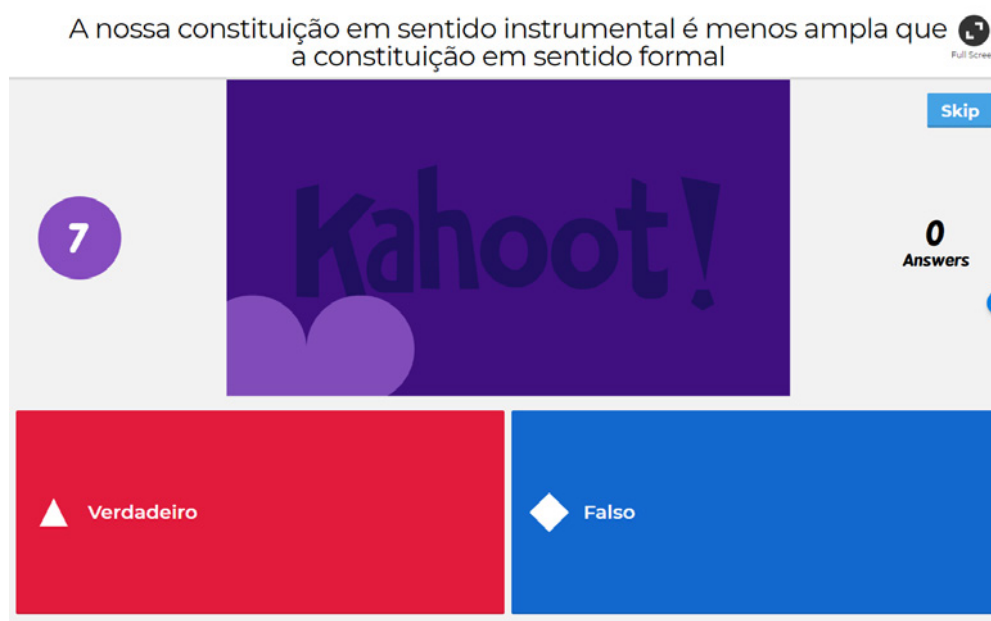 A nossa constituição em sentido instrumental é menos ampla que
a constituição em sentido formal
Full Scree
Skip
7
Kahoot!
0
Answers
Verdadeiro
Falso